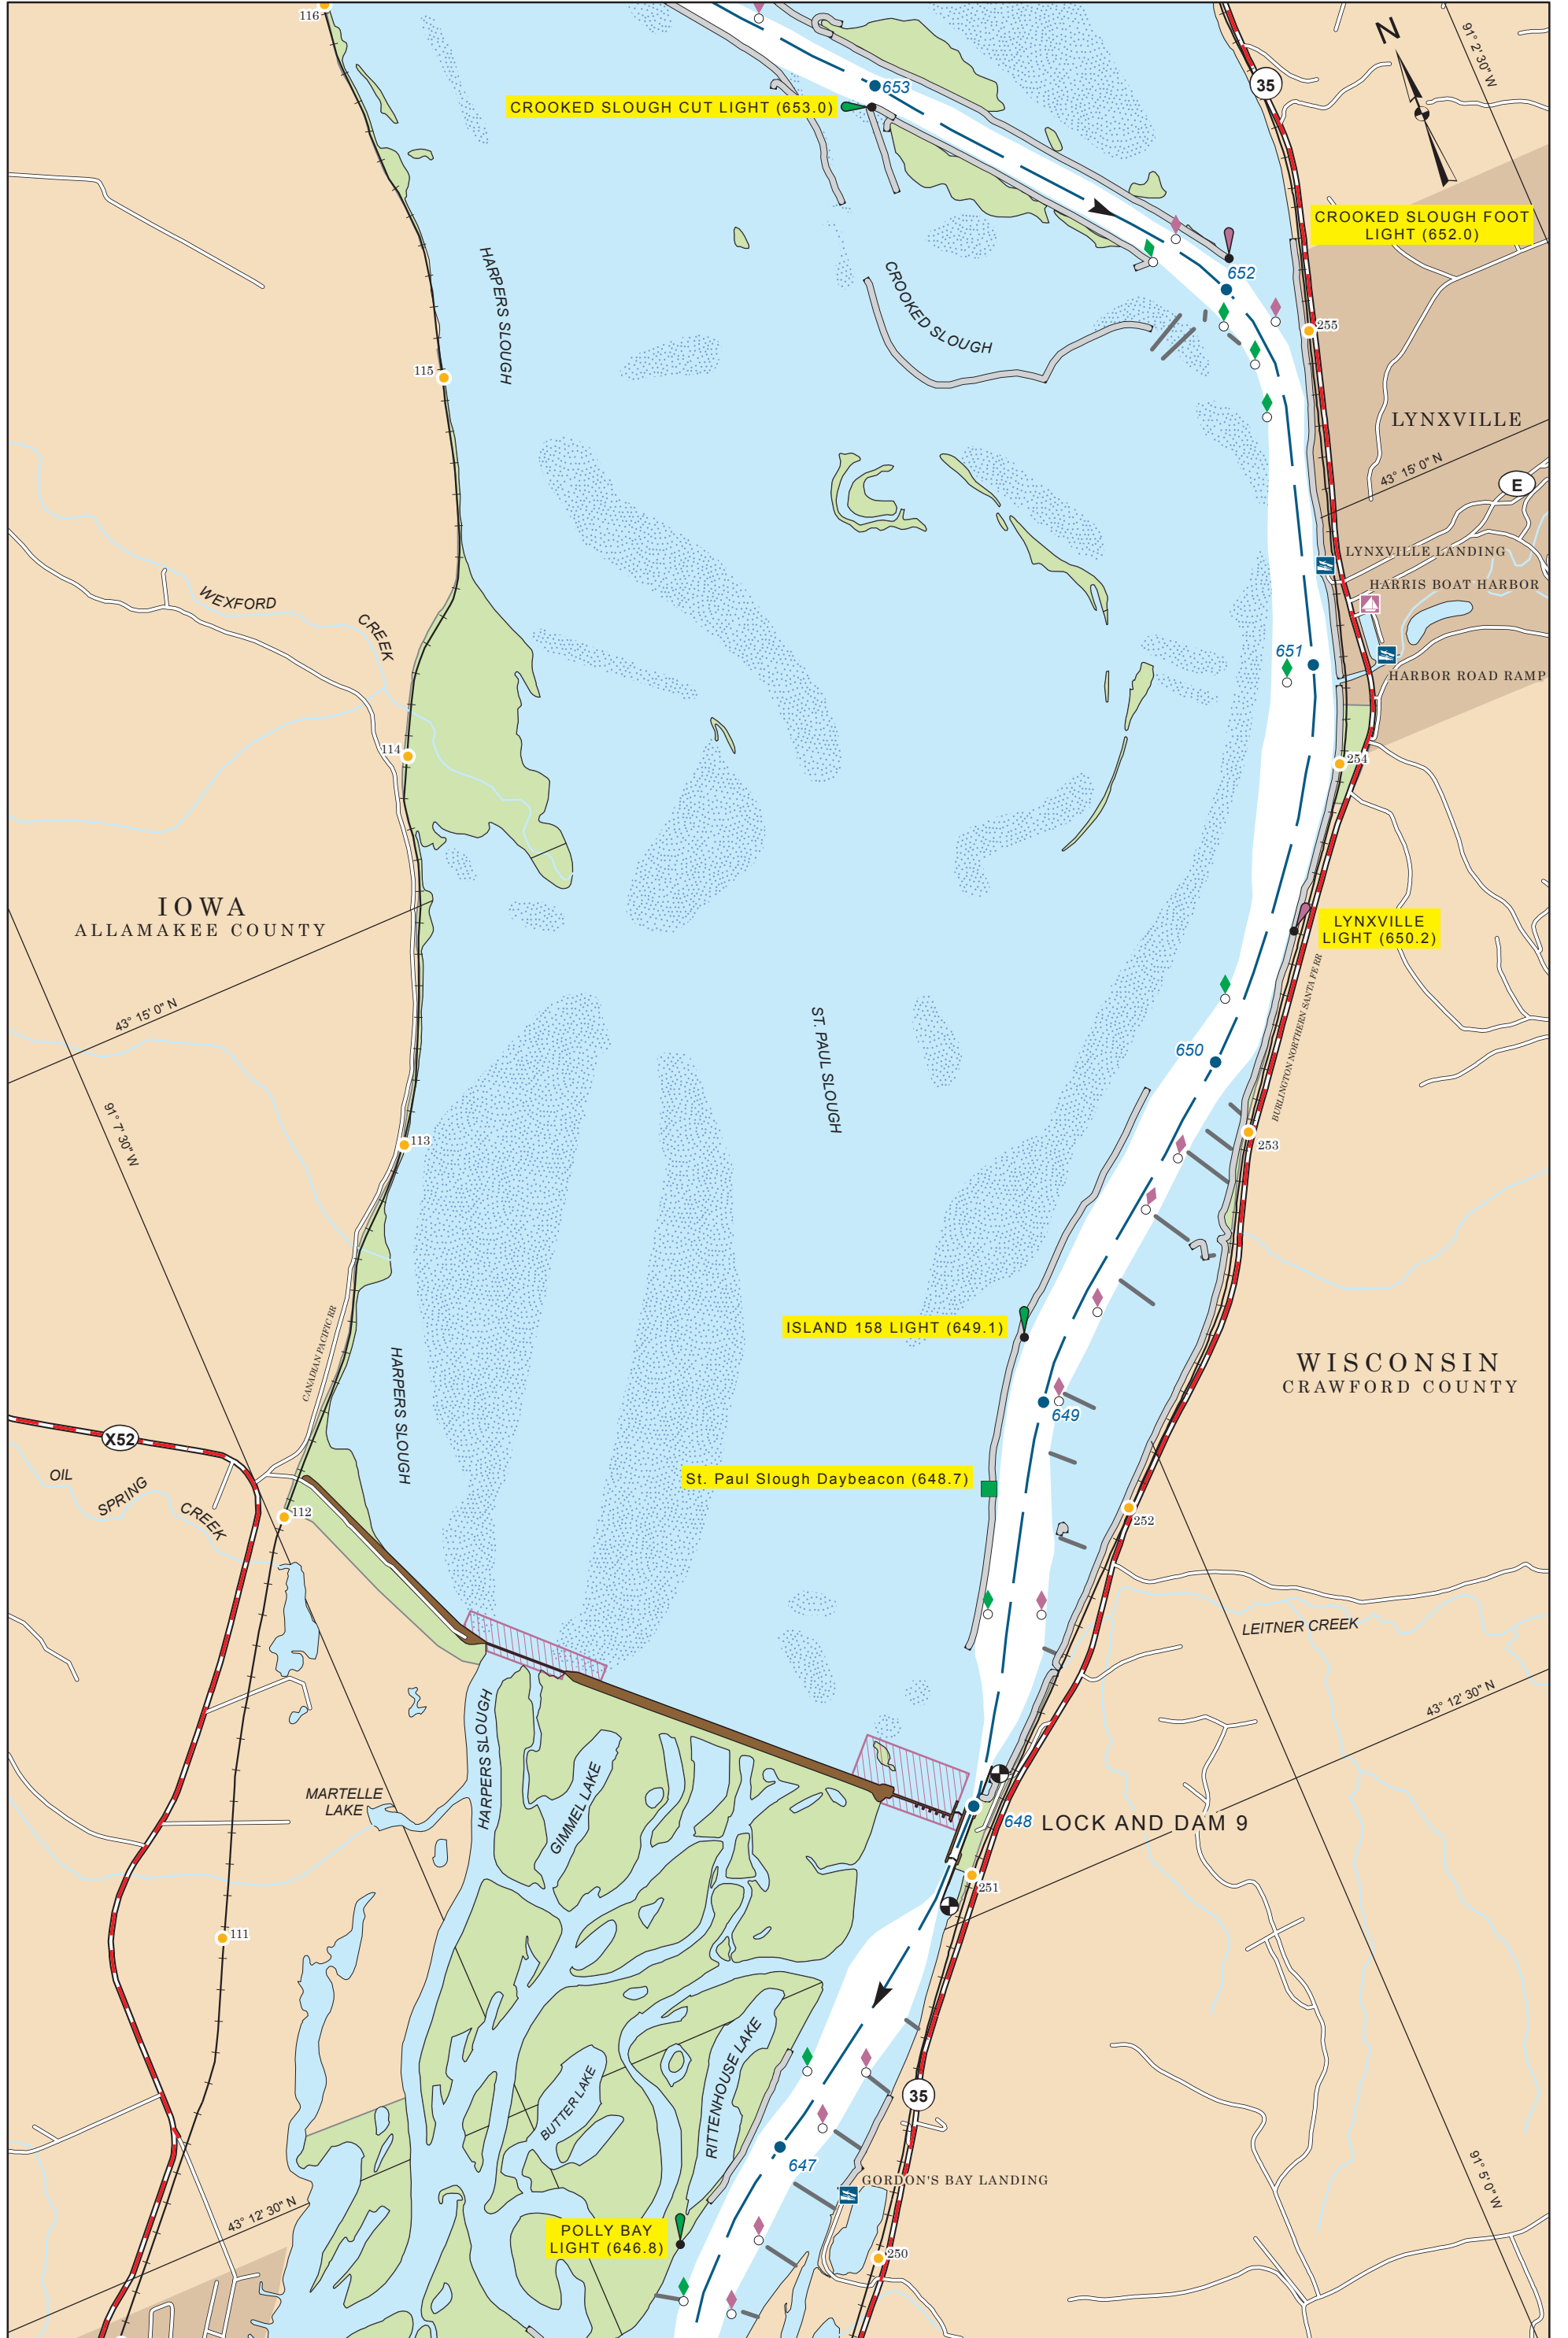 116
653
CROOKED SLOUGH CUT LIGHT (653.0)
35
N
91° 2' 30" W
CROOKED SLOUGH FOOT
LIGHT (652.0)
652
HARPERS SLOUGH
CROOKED SLOUGH
255
115
LYNXVILLE
43° 15' 0" N
E
LYNXVILLE LANDING
HARRIS BOAT HARBOR
WEXFORD
CREEK
651
HARBOR ROAD RAMP
114
254
IOWA
ALLAMAKEE COUNTY
LYNXVILLE
LIGHT (650.2)
43° 15' 0" N
BURLINGTON NORTHERN SANTA FE RR
ST. PAUL SLOUGH
650
91° 7' 30" W
113
253
ISLAND 158 LIGHT (649.1)
CANADIAN PACIFIC RR
HARPERS SLOUGH
WISCONSIN
CRAWFORD COUNTY
649
X52
OIL
SPRING
CREEK
St. Paul Slough Daybeacon (648.7)
112
252
LEITNER CREEK
43° 12' 30" N
HARPERS SLOUGH
GIMMEL LAKE
MARTELLE
LAKE
648
LOCK AND DAM 9
251
111
RITTENHOUSE LAKE
BUTTER LAKE
35
647
GORDON'S BAY LANDING
91° 5' 0" W
43° 12' 30" N
POLLY BAY
LIGHT (646.8)
250